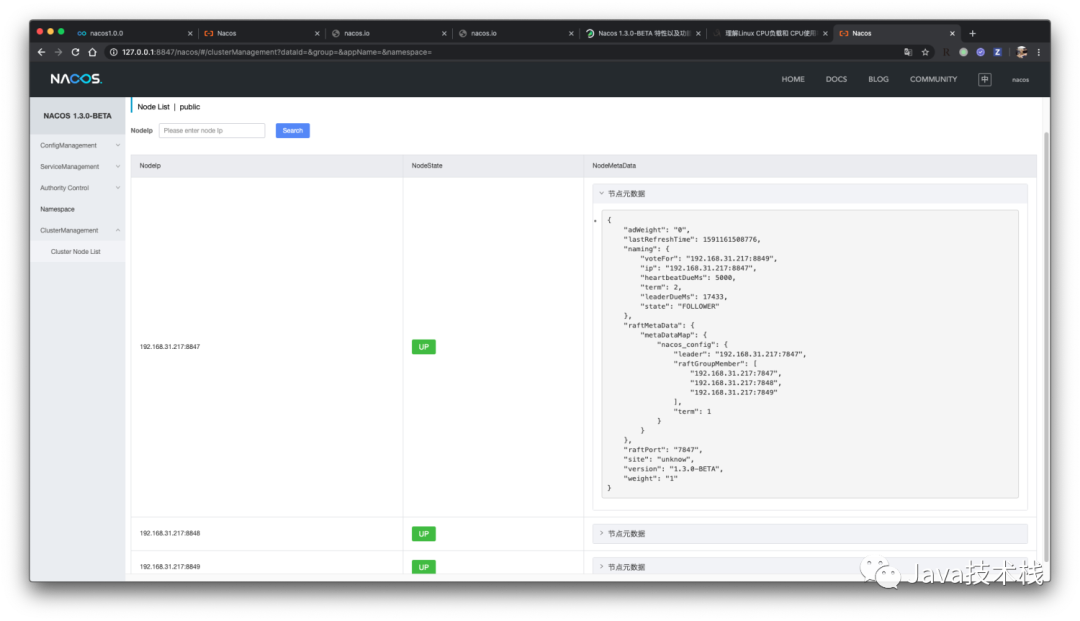 nacos1.0.0
Nacos
nacos.io
nacos.io
Nacos 1.3.0-BETA 特性以及功
理解Linux CPU负载和 CPU使用
Nacos
127.0.0.1:8847/nacos/#/clusterManagement?dataId=&group=&appName=&namespace=
NACOS.
HOME
DOCS
BLOG
COMMUNITY
中
nacos
NACOS 1.3.0-BETA
ConfigManagement
ServiceManagement
Authority Control
Namespace
ClusterManagement
Cluster Node List
Node List | public
NodeIp
Please enter node Ip
Search
NodeIp
NodeState
NodeMetaData
192.168.31.217:8847
UP
节点元数据
{
"adWeight": "0",
"lastRefreshTime": 1591161508776,
"naming": {
"voteFor": "192.168.31.217:8849",
"ip": "192.168.31.217:8847",
"heartbeatDueMs": 5000,
"term": 2,
"leaderDueMs": 17433,
"state": "FOLLOWER"
},
"raftMetaData": {
"metaDataMap": {
"nacos_config": {
"leader": "192.168.31.217:7847",
"raftGroupMember": [
"192.168.31.217:7847",
"192.168.31.217:7848",
"192.168.31.217:7849"
],
"term": 1
}
}
},
"raftPort": "7847",
"site": "unknow",
"version": "1.3.0-BETA",
"weight": "1"
}
192.168.31.217:8848
UP
节点元数据
192.168.31.217:8849
UP
节点元数据
Java技术栈